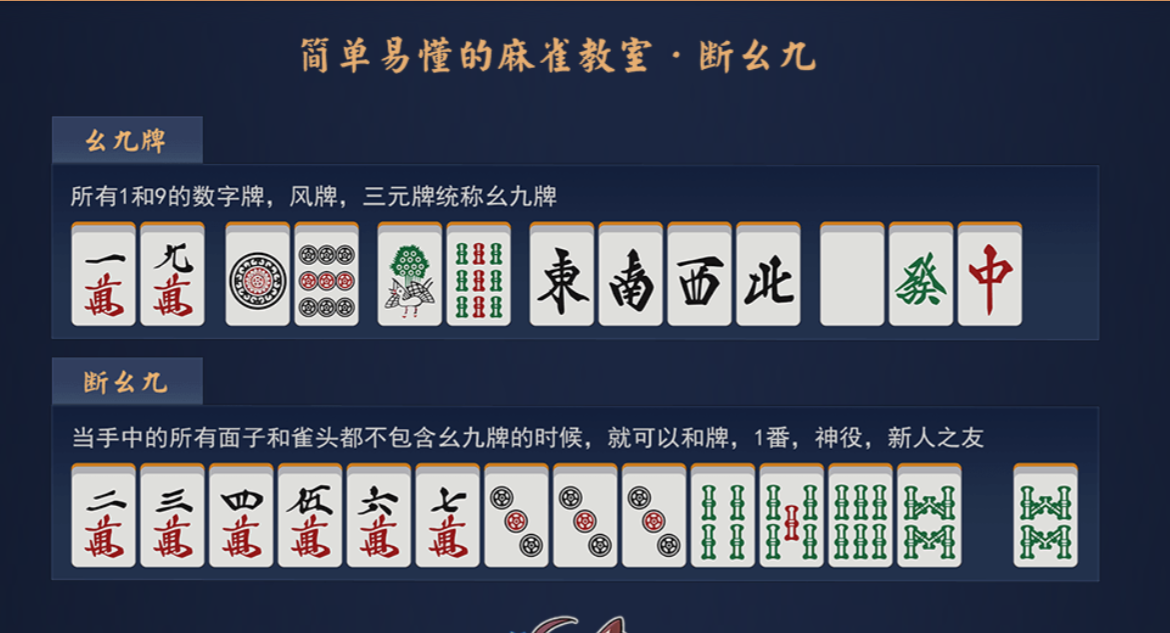 简单易懂的麻雀教室·断幺九
幺九牌
所有1和9的数字牌，风牌，三元牌统称幺九牌
一萬 九萬 東 南 西 北 發 中
断幺九
当手中的所有面子和雀头都不包含幺九牌的时候，就可以和牌，1番，神役，新人之友
二萬 三萬 四萬 伍萬 六萬 七萬